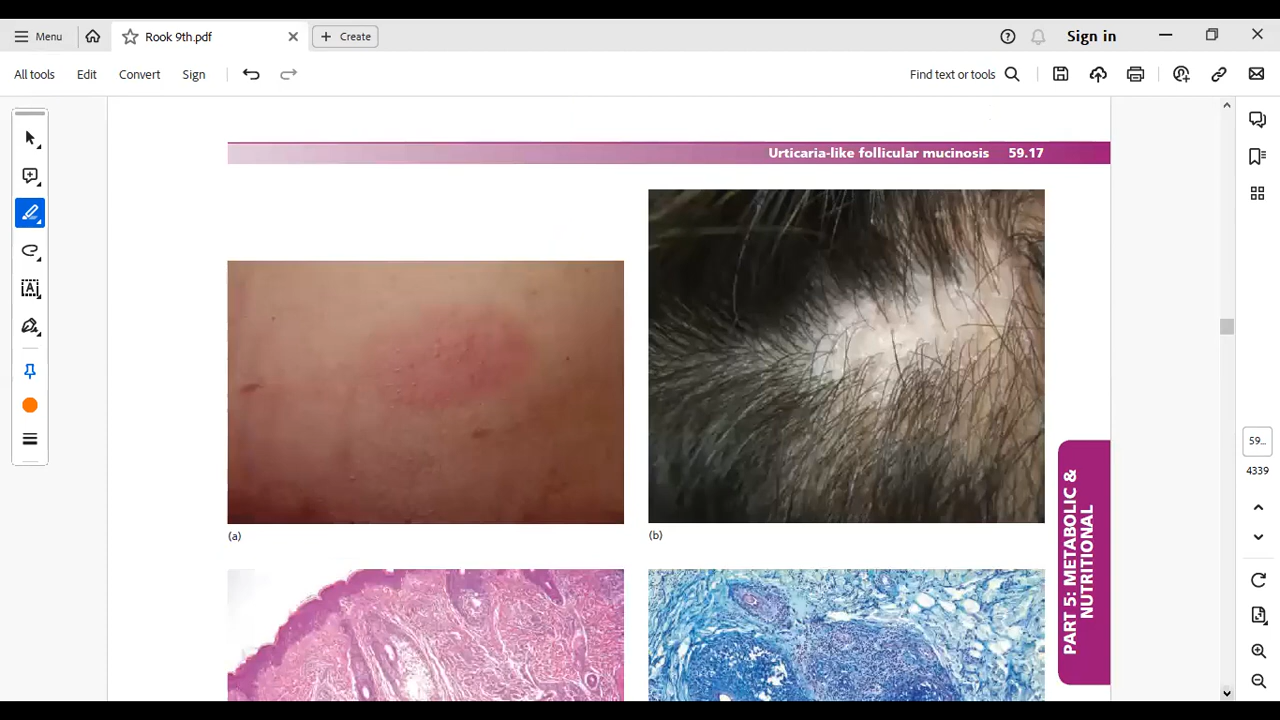 Menu
Rook 9th.pdf
Create
Sign in
All tools
Edit
Convert
Sign
Find text or tools
Urticaria-like follicular mucinosis 59.17
(a)
(b)
PART 5: METABOLIC &
NUTRITIONAL
59...
4339